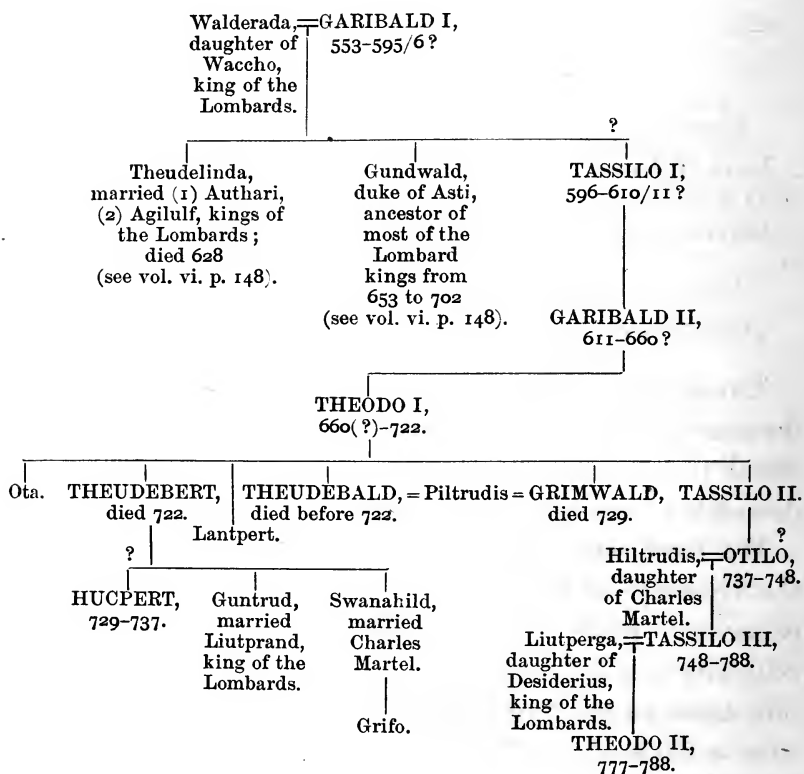 Walderada,=GARIBALD I,
daughter of 553-595/6?
Waccho,
king of the
Lombards.
?
Theudelinda,
married (1) Authari,
(2) Agilulf, kings of
the Lombards;
died 628
(see vol. vi. p. 148).
Gundwald,
duke of Asti,
ancestor of
most of the
Lombard
kings from
653 to 702
(see vol. vi. p. 148).
TASSILO I,
596-610/11?
GARIBALD II,
611-660?
THEODO I,
660(?)-722.
Ota. THEUDEBERT, THEUDEBALD, = Piltrudis = GRIMWALD, TASSILO II.
died 722. died before 722. died 729.
Lantpert.
?
HUCPERT,
729-737.
Guntrud,
married
Liutprand,
king of the
Lombards.
Swanahild,
married
Charles
Martel.
Grifo.
?
Hiltrudis,=OTILO,
daughter 737-748.
of Charles
Martel.
Liutperga,=TASSILO III,
daughter of 748-788.
Desiderius,
king of the
Lombards.
THEODO II,
777-788.